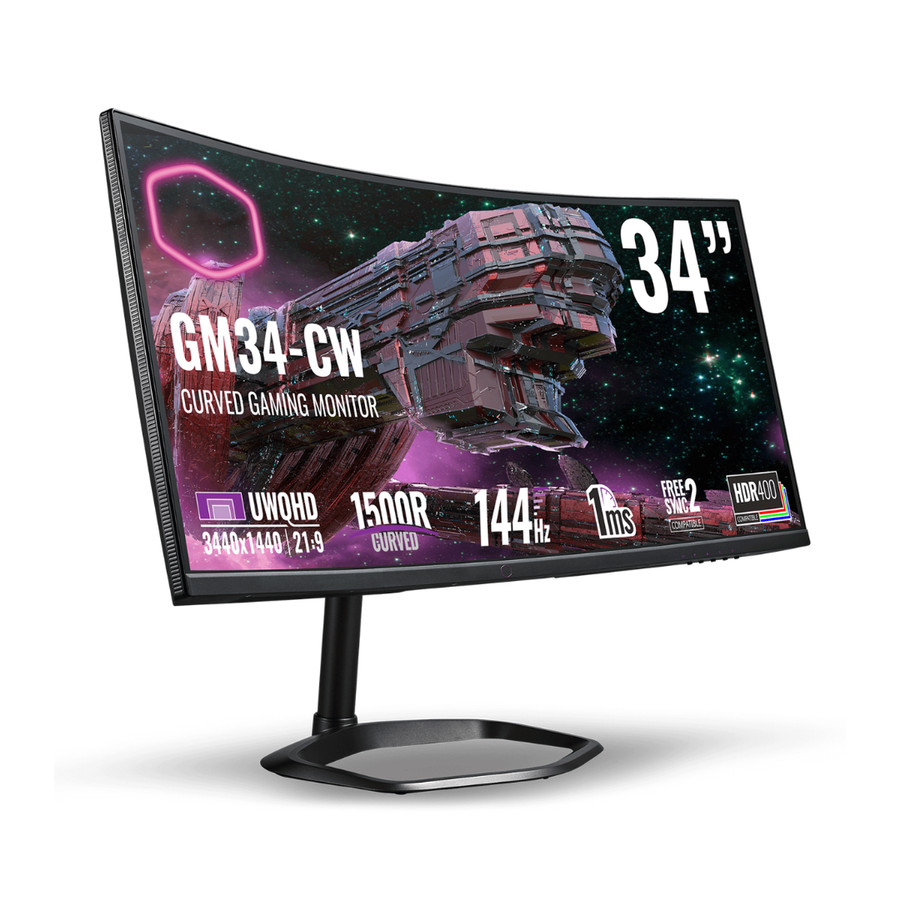 34”
GM34-CW
CURVED GAMING MONITOR
UWQHD
3440x1440 | 21:9
1500R
CURVED
144Hz
1ms
FREE
SYNC 2
COMPATIBLE
HDR400
COMPATIBLE